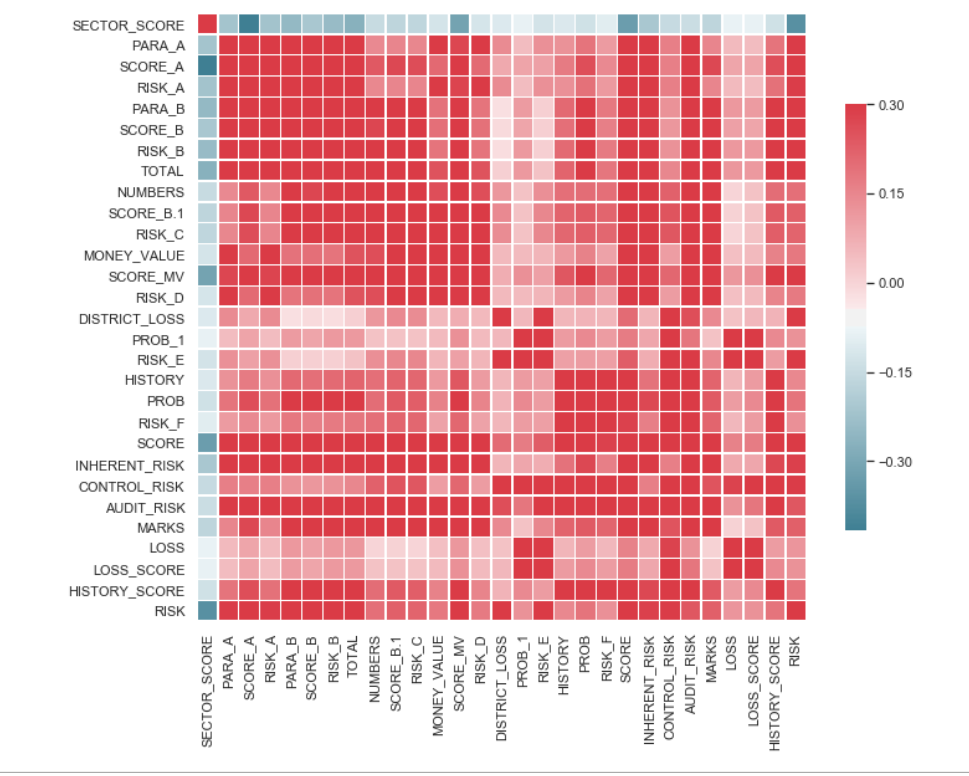 SECTOR_SCORE
PARA_A
SCORE_A
RISK_A
PARA_B
SCORE_B
RISK_B
TOTAL
NUMBERS
SCORE_B.1
RISK_C
MONEY_VALUE
SCORE_MV
RISK_D
DISTRICT_LOSS
PROB_1
RISK_E
HISTORY
PROB
RISK_F
SCORE
INHERENT_RISK
CONTROL_RISK
AUDIT_RISK
MARKS
LOSS
LOSS_SCORE
HISTORY_SCORE
RISK
SECTOR_SCORE
PARA_A
SCORE_A
RISK_A
PARA_B
SCORE_B
RISK_B
TOTAL
NUMBERS
SCORE_B.1
RISK_C
MONEY_VALUE
SCORE_MV
RISK_D
DISTRICT_LOSS
PROB_1
RISK_E
HISTORY
PROB
RISK_F
SCORE
INHERENT_RISK
CONTROL_RISK
AUDIT_RISK
MARKS
LOSS
LOSS_SCORE
HISTORY_SCORE
RISK
0.30
0.15
0.00
−0.15
−0.30